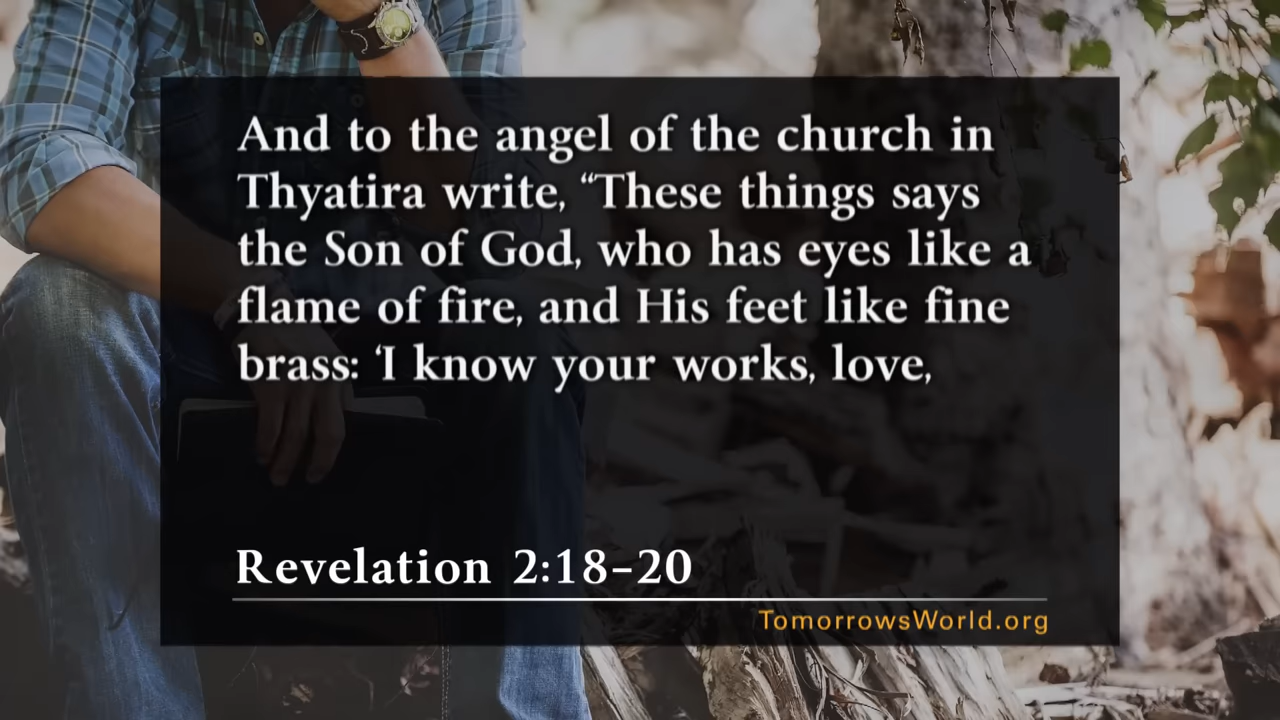 And to the angel of the church in
Thyatira write, “These things says
the Son of God, who has eyes like a
flame of fire, and His feet like fine
brass: ‘I know your works, love,
Revelation 2:18–20
TomorrowsWorld.org